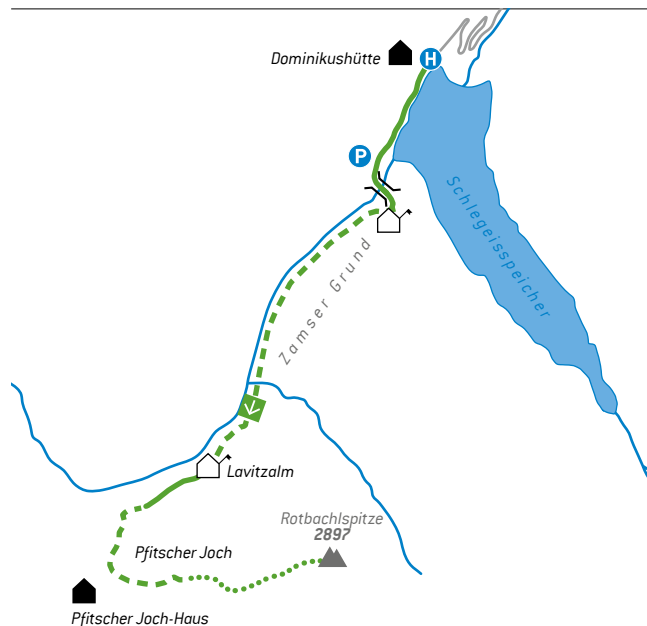 Dominikushütte
H
P
Schlegeisspeicher
Zamser Grund
Lavitzalm
Rotbachlspitze
2897
Pfitscher Joch
Pfitscher Joch-Haus